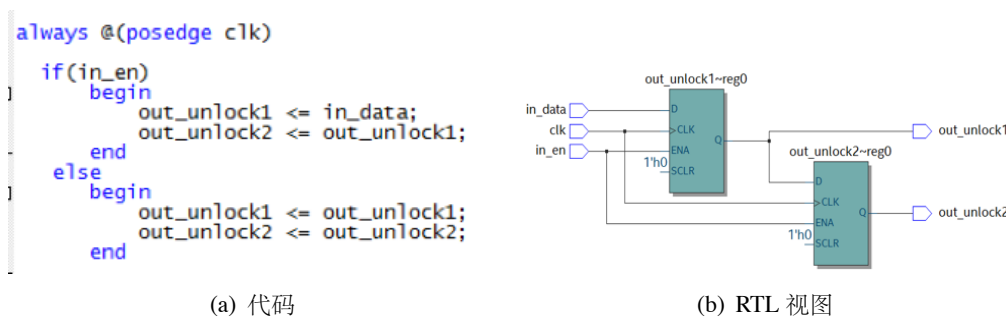 always @(posedge clk)
if(in_en)
begin
out_unlock1 <= in_data;
out_unlock2 <= out_unlock1;
end
else
begin
out_unlock1 <= out_unlock1;
out_unlock2 <= out_unlock2;
end
out_unlock1~reg0
in_data
clk
in_en
1'h0
D
>CLK
ENA
SCLR
Q
out_unlock2~reg0
1'h0
D
>CLK
ENA
SCLR
Q
out_unlock1
out_unlock2
(a) 代码
(b) RTL 视图